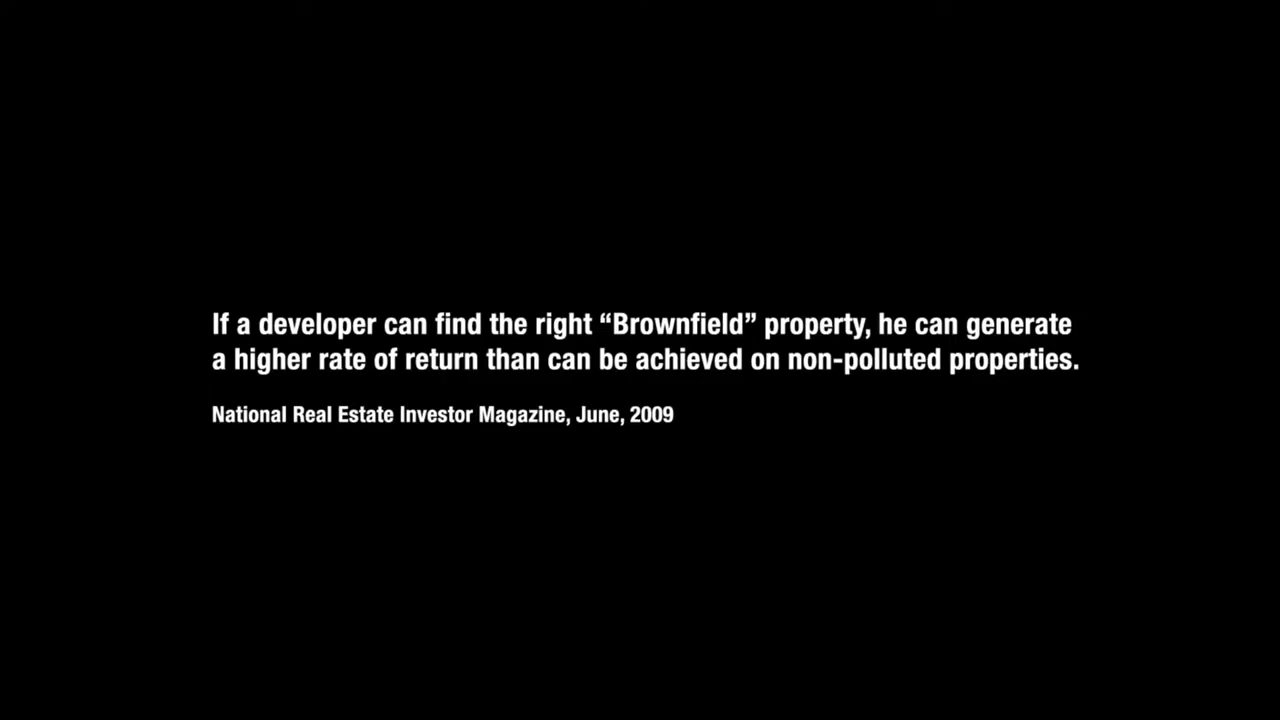 If a developer can find the right “Brownfield” property, he can generate
a higher rate of return than can be achieved on non-polluted properties.
National Real Estate Investor Magazine, June, 2009